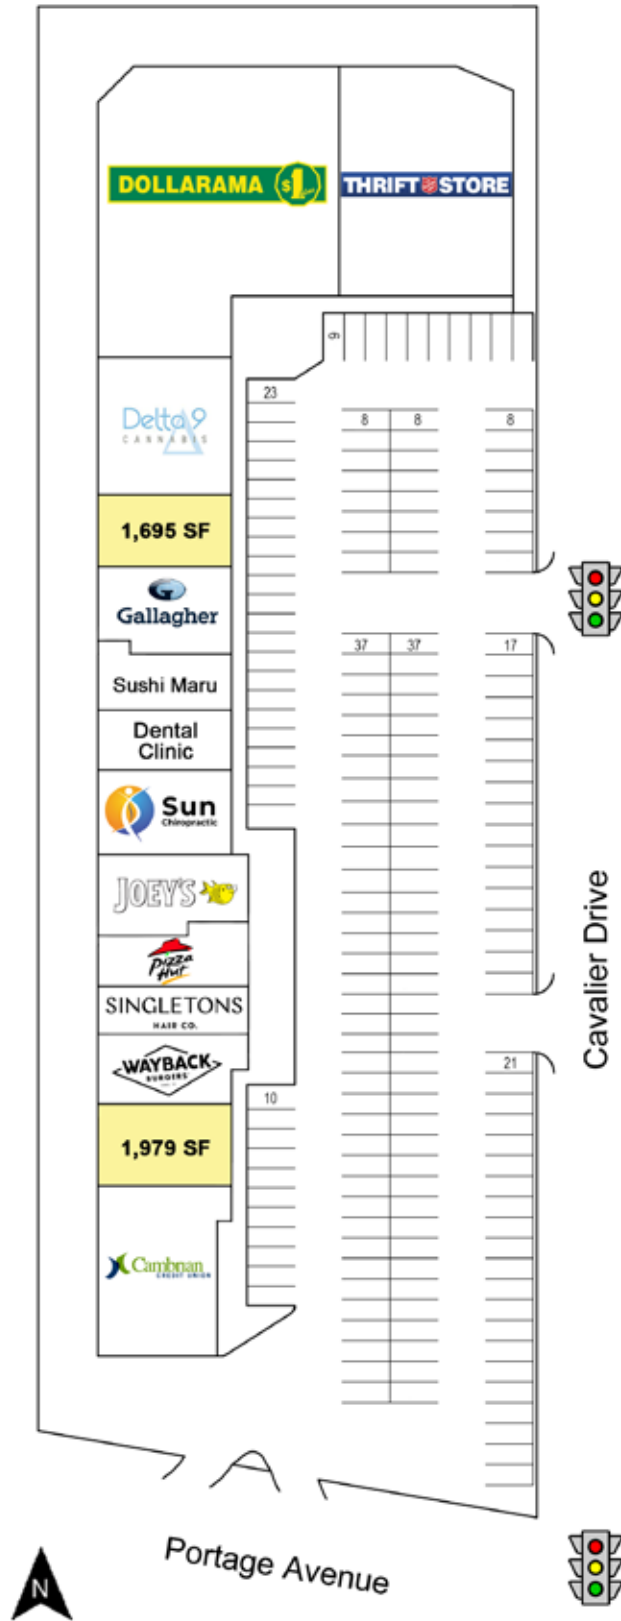 DOLLARAMA $1
THRIFT STORE
9
23
8 8 8
Delta 9
CANNABIS
1,695 SF
G
Gallagher
37 37 17
Sushi Maru
Dental
Clinic
Sun
Chiropractic
JOEY'S
Pizza
Hut
SINGLETONS
HAIR CO.
WAYBACK
BURGERS
Cavalier Drive
21
10
1,979 SF
Cambrian
CREDIT UNION
Portage Avenue
N